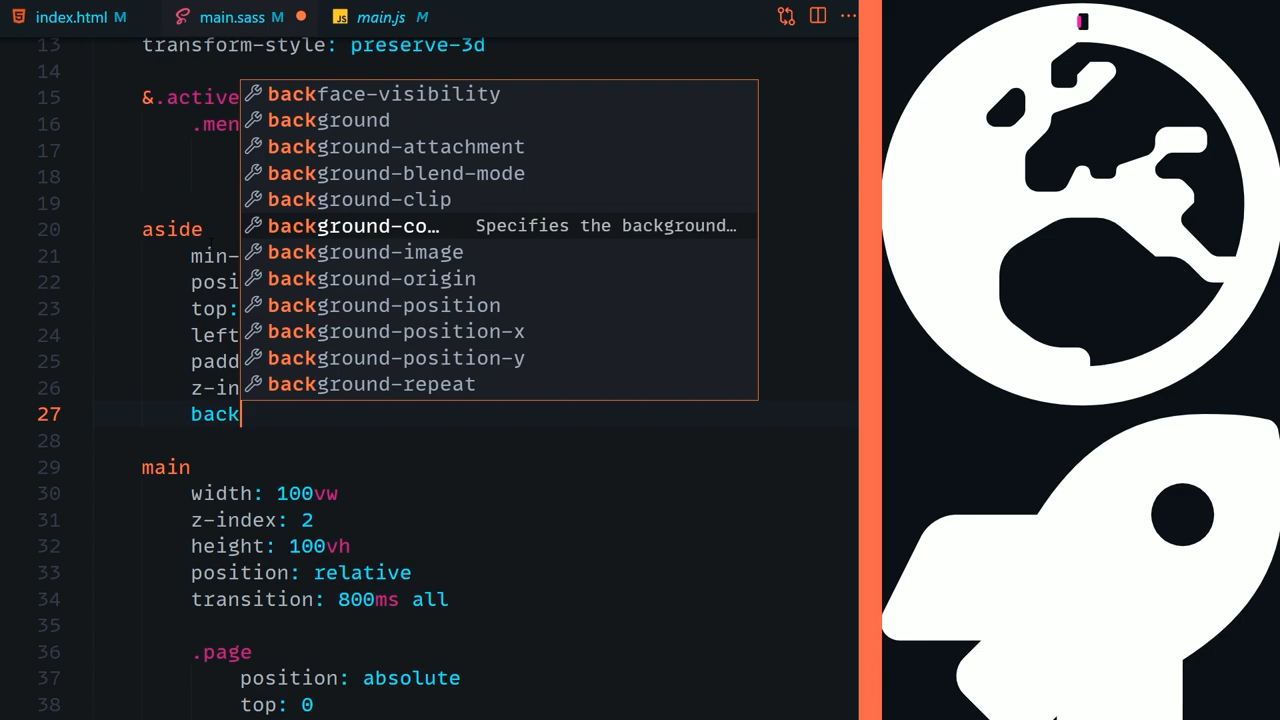 index.html M main.sass M main.js M
13 transform-style: preserve-3d
14
15 &.active
16 .men
17
18
19
20 aside
21 min-
22 posi
23 top:
24 left
25 padd
26 z-in
27 back
backface-visibility
background
background-attachment
background-blend-mode
background-clip
background-co… Specifies the background…
background-image
background-origin
background-position
background-position-x
background-position-y
background-repeat
28
29 main
30 width: 100vw
31 z-index: 2
32 height: 100vh
33 position: relative
34 transition: 800ms all
35
36 .page
37 position: absolute
38 top: 0